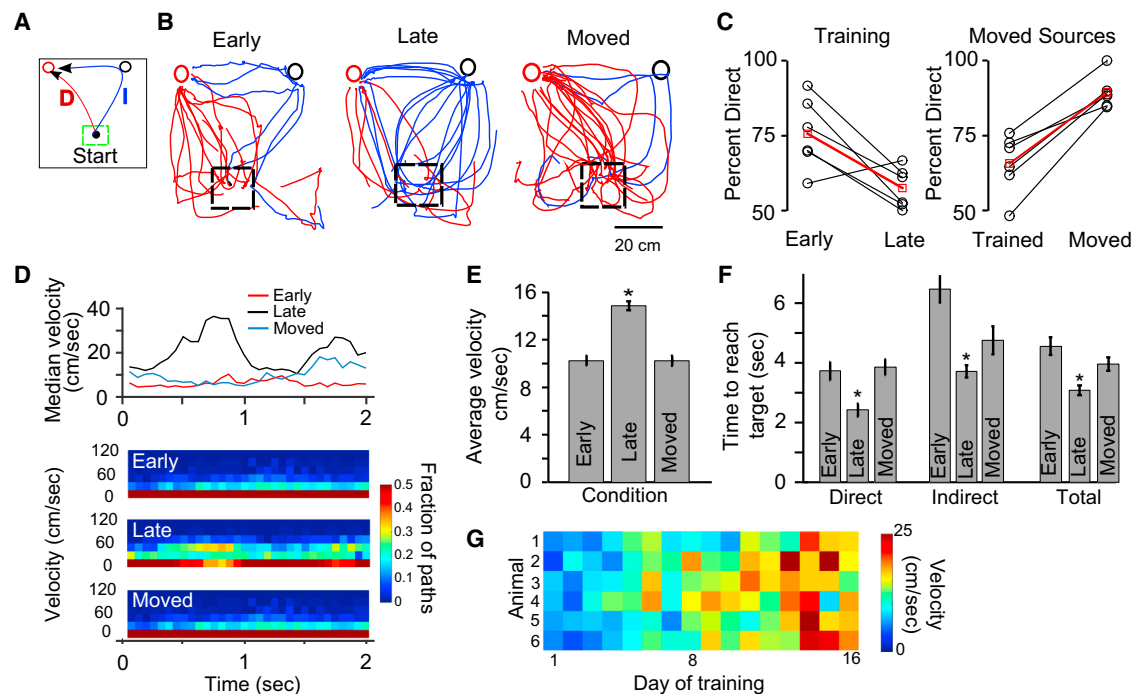 A
D
I
Start
B
Early
Late
Moved
20 cm
C
Training
Moved Sources
Percent Direct
100
75
50
Early
Late
Percent Direct
100
75
50
Trained
Moved
D
Median velocity
(cm/sec)
40
20
0
Early
Late
Moved
0
1
2
Velocity (cm/sec)
120
60
0
Early
120
60
0
Late
120
60
0
Moved
0
1
2
Time (sec)
0.5
0.4
0.3
0.2
0.1
0
Fraction of paths
E
Average velocity
cm/sec)
16
12
8
4
0
Early
Late
Moved
*
Condition
F
Time to reach
target (sec)
6
4
2
0
Early
Late
Moved
*
Direct
Early
Late
Moved
*
Indirect
Early
Late
Moved
*
Total
G
Animal
1
2
3
4
5
6
1
8
16
Day of training
25
0
Velocity
(cm/sec)